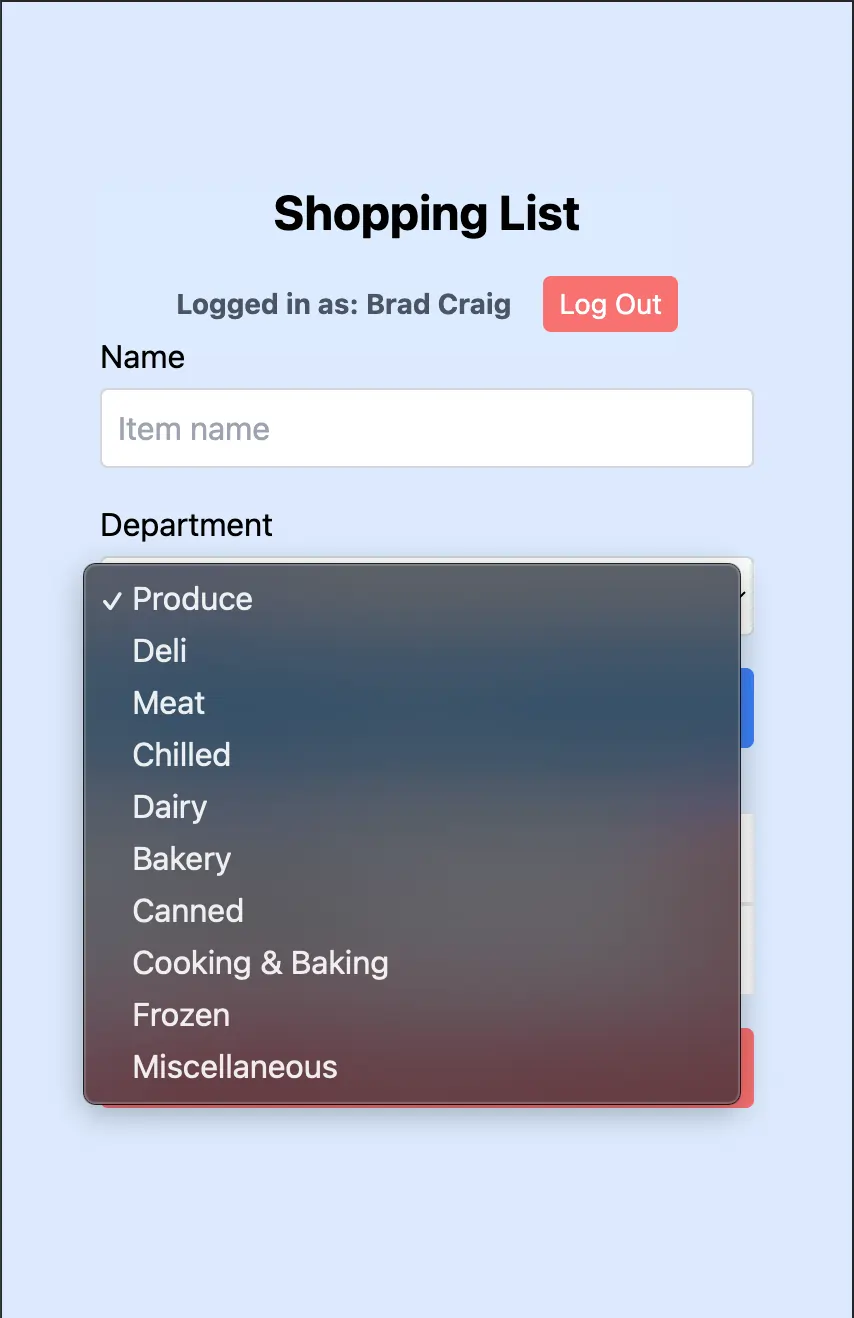 Shopping List
Logged in as: Brad Craig Log Out
Name
Item name
Department
✓ Produce
Deli
Meat
Chilled
Dairy
Bakery
Canned
Cooking & Baking
Frozen
Miscellaneous